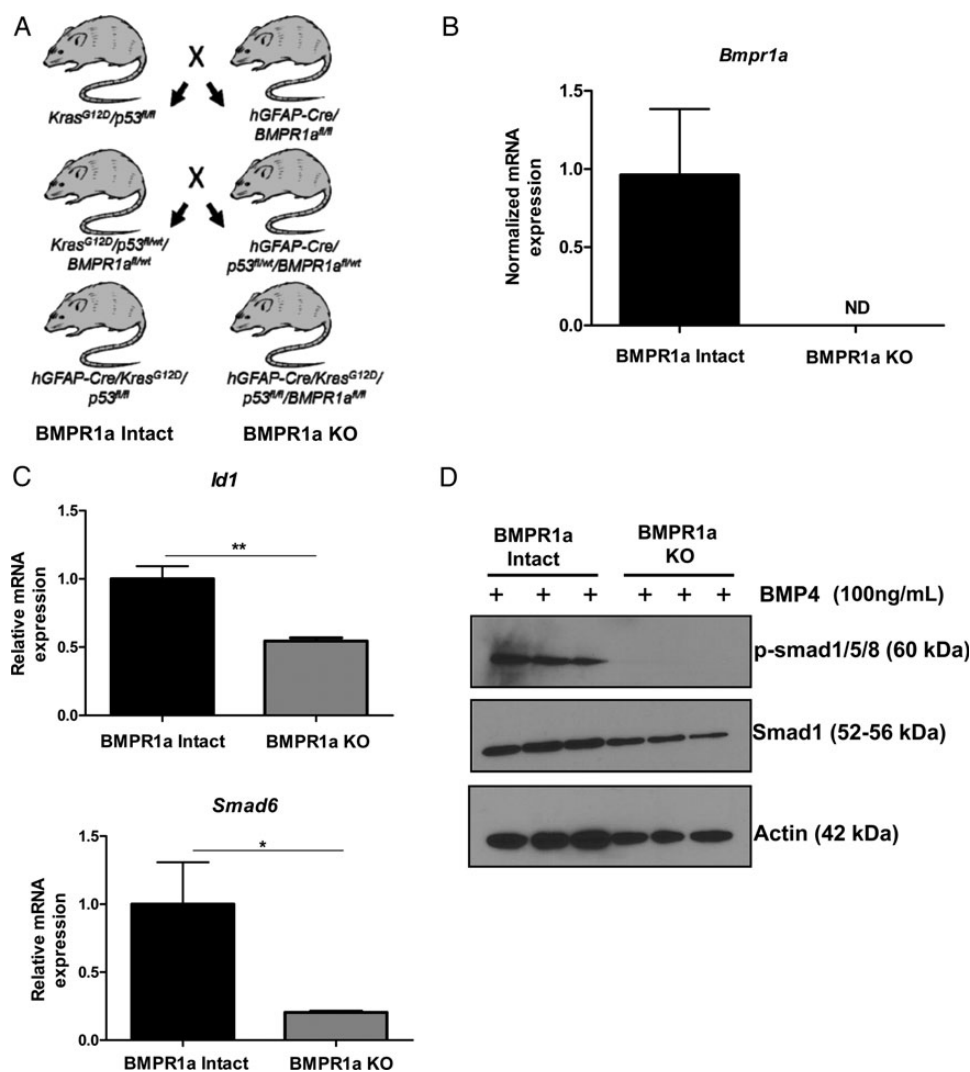 A
X
Kras^G12D/p53^fl/fl
hGFAP-Cre/
BMPR1a^fl/fl
X
Kras^G12D/p53^fl/wt/
BMPR1a^fl/wt
hGFAP-Cre/
p53^fl/wt/BMPR1a^fl/wt
hGFAP-Cre/Kras^G12D/
p53^fl/fl
hGFAP-Cre/Kras^G12D/
p53^fl/fl/BMPR1a^fl/fl
BMPR1a Intact
BMPR1a KO
B
Bmpr1a
Normalized mRNA
expression
1.5
1.0
0.5
0.0
ND
BMPR1a Intact
BMPR1a KO
C
Id1
Relative mRNA
expression
1.5
1.0
0.5
0.0
**
BMPR1a Intact
BMPR1a KO
Smad6
Relative mRNA
expression
1.5
1.0
0.5
0.0
*
BMPR1a Intact
BMPR1a KO
D
BMPR1a
Intact
BMPR1a
KO
+ + + + + + BMP4 (100ng/mL)
p-smad1/5/8 (60 kDa)
Smad1 (52-56 kDa)
Actin (42 kDa)